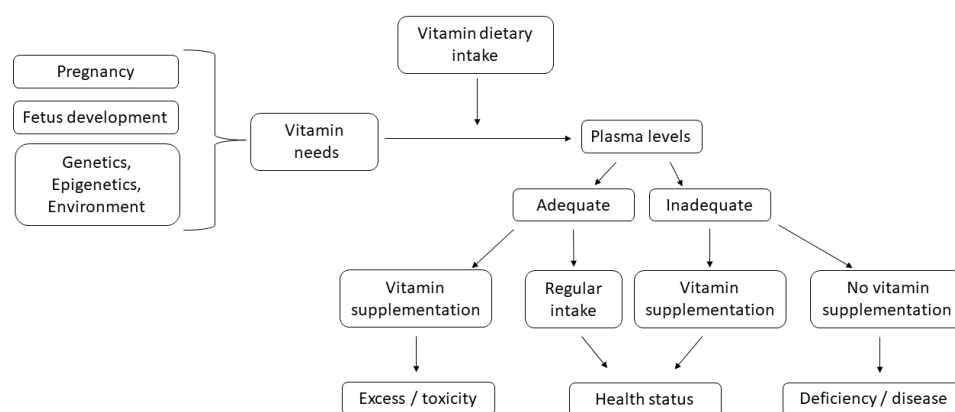 Vitamin dietary
intake
Pregnancy
Fetus development
Genetics,
Epigenetics,
Environment
Vitamin
needs
Plasma levels
Adequate
Inadequate
Vitamin
supplementation
Regular
intake
Vitamin
supplementation
No vitamin
supplementation
Excess / toxicity
Health status
Deficiency / disease